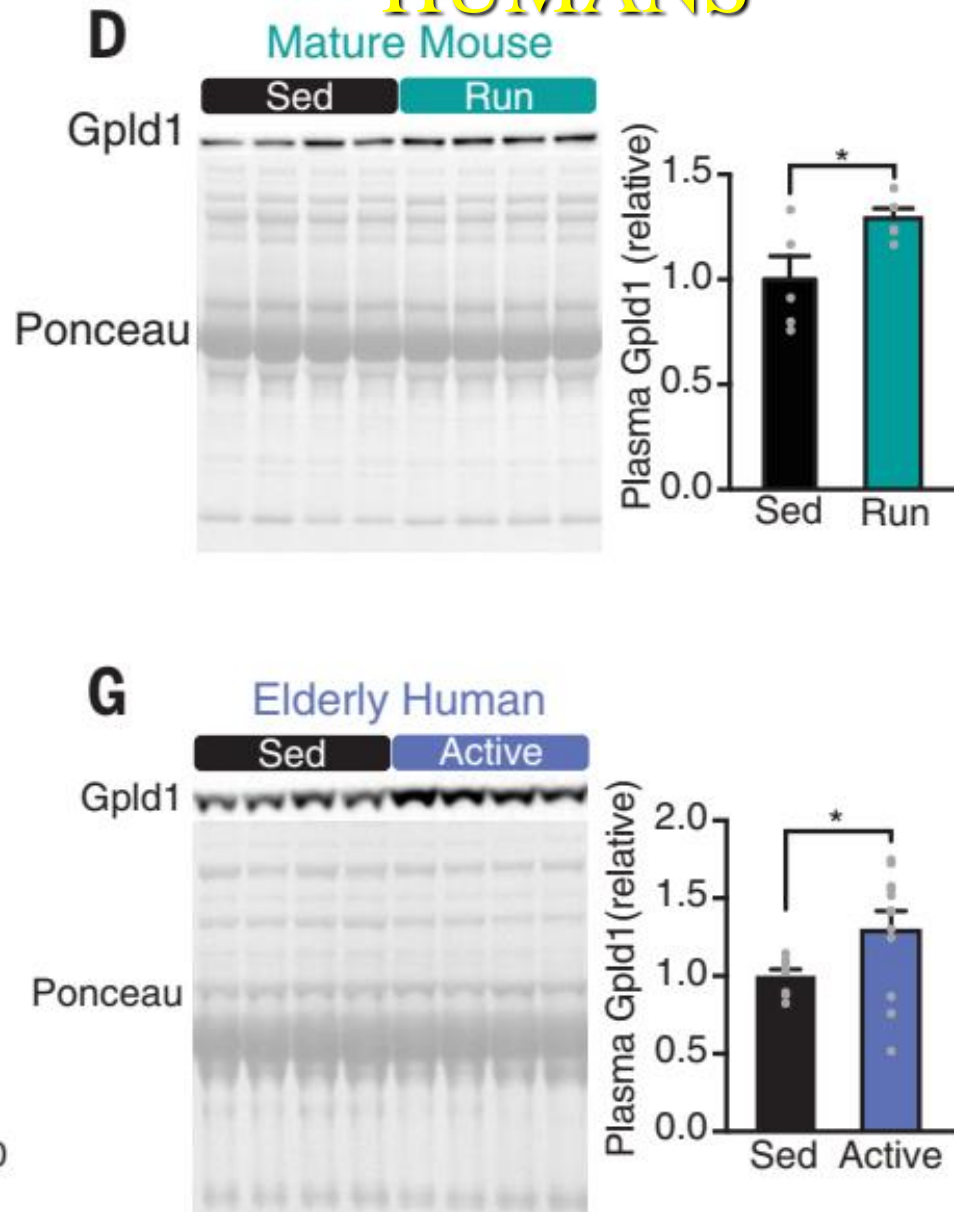 HUMANS
D
Mature Mouse
Sed Run
Gpld1
Ponceau
Plasma Gpld1 (relative)
1.5
1.0
0.5
0.0
*
Sed Run
G
Elderly Human
Sed Active
Gpld1
Ponceau
Plasma Gpld1(relative)
2.0
1.5
1.0
0.5
0.0
*
Sed Active